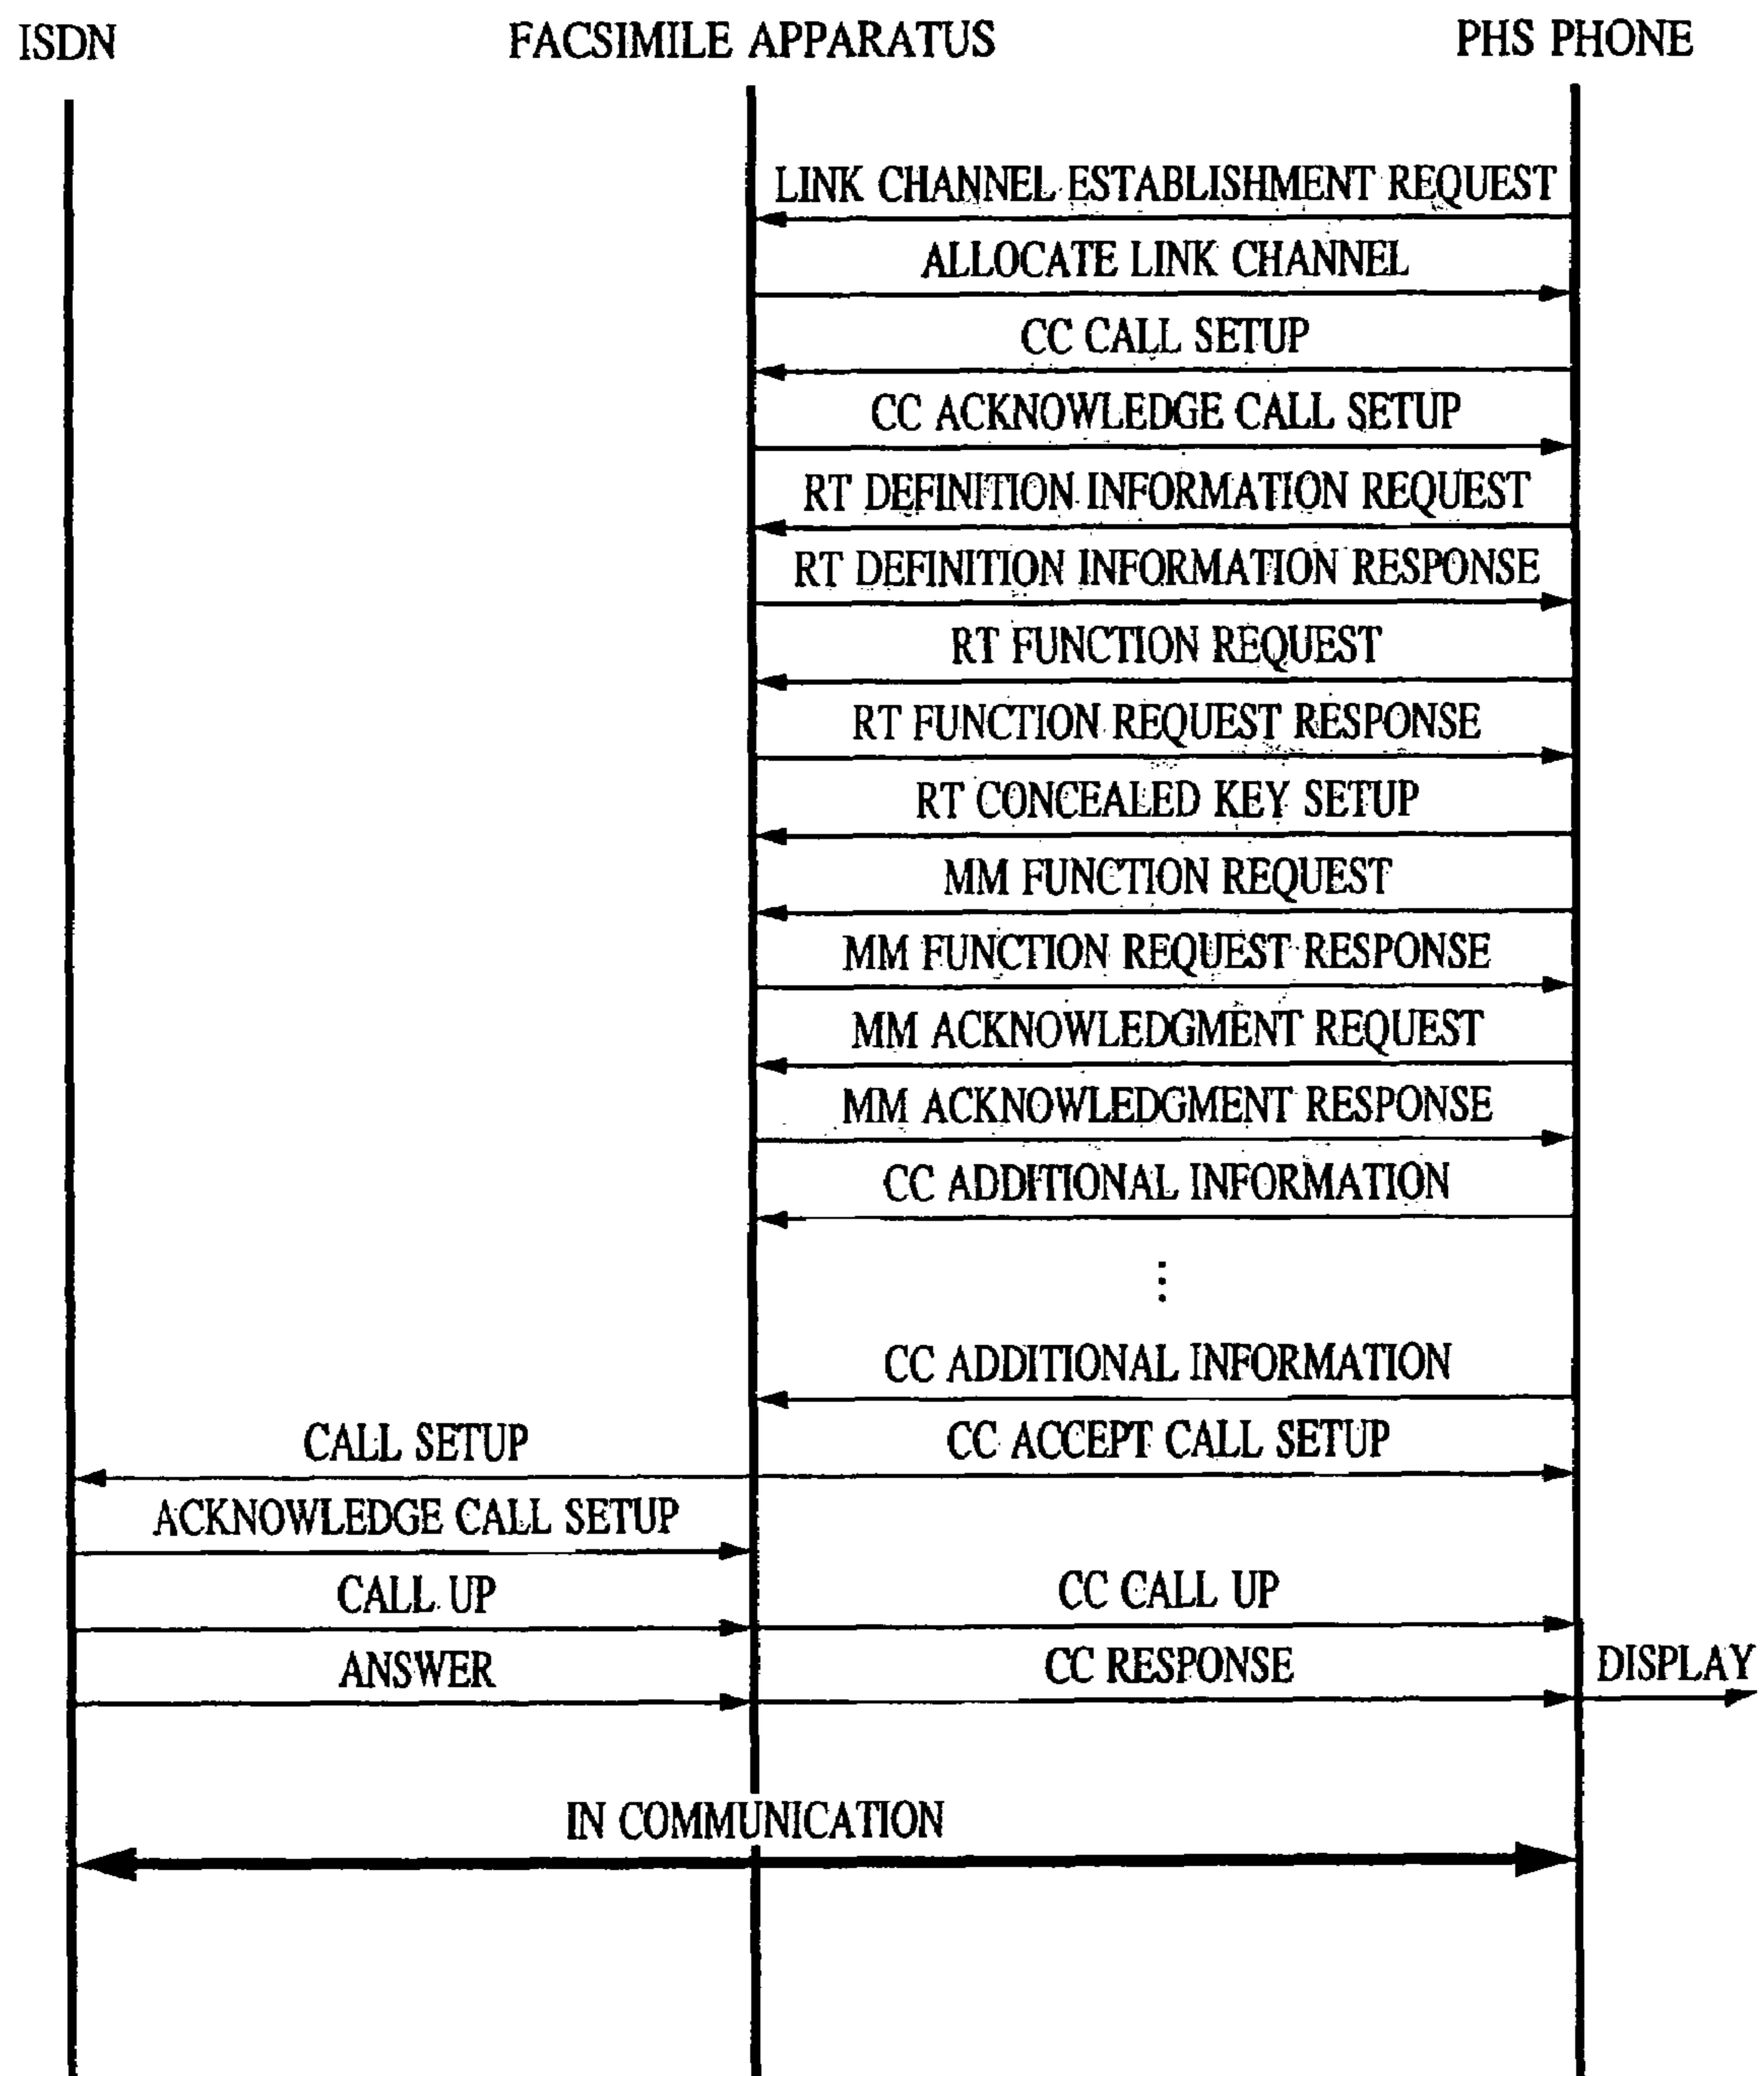 ISDN FACSIMILE APPARATUS PHS PHONE
LINK CHANNEL ESTABLISHMENT REQUEST
ALLOCATE LINK CHANNEL
CC CALL SETUP
CC ACKNOWLEDGE CALL SETUP
RT DEFINITION INFORMATION REQUEST
RT DEFINITION INFORMATION RESPONSE
RT FUNCTION REQUEST
RT FUNCTION REQUEST RESPONSE
RT CONCEALED KEY SETUP
MM FUNCTION REQUEST
MM FUNCTION REQUEST RESPONSE
MM ACKNOWLEDGMENT REQUEST
MM ACKNOWLEDGMENT RESPONSE
CC ADDITIONAL INFORMATION
⋮
CC ADDITIONAL INFORMATION
CALL SETUP CC ACCEPT CALL SETUP
ACKNOWLEDGE CALL SETUP
CALL UP CC CALL UP
ANSWER CC RESPONSE DISPLAY
IN COMMUNICATION